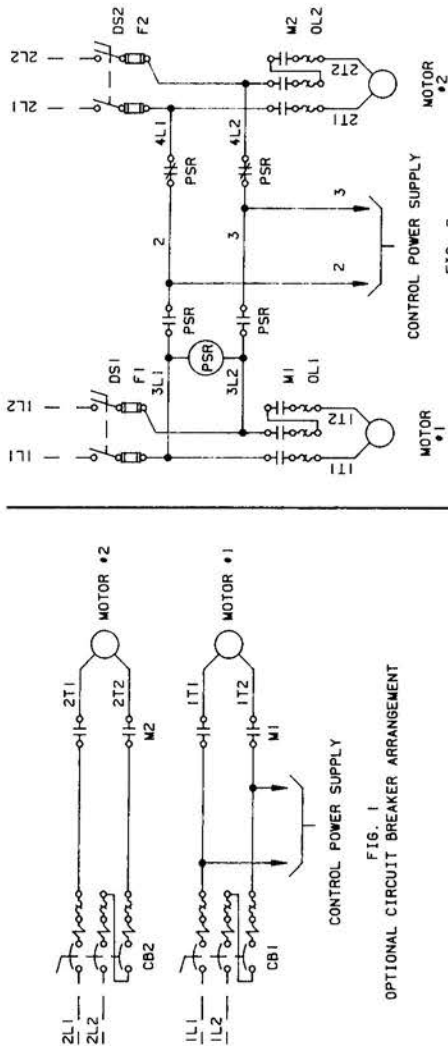 2L1
2L2
CB2
2T1
2T2
M2
MOTOR #2
1L1
1L2
CB1
1T1
1T2
M1
MOTOR #1
CONTROL POWER SUPPLY
FIG. 1
OPTIONAL CIRCUIT BREAKER ARRANGEMENT
1L1
1L2
DS1
F1
3L1
3L2
PSR
PSR
PSR
2
3
PSR
PSR
4L1
4L2
2L1
2L2
DS2
F2
M1
OL1
1T1
1T2
MOTOR
#1
2
3
CONTROL POWER SUPPLY
M2
OL2
2T1
2T2
MOTOR
#2